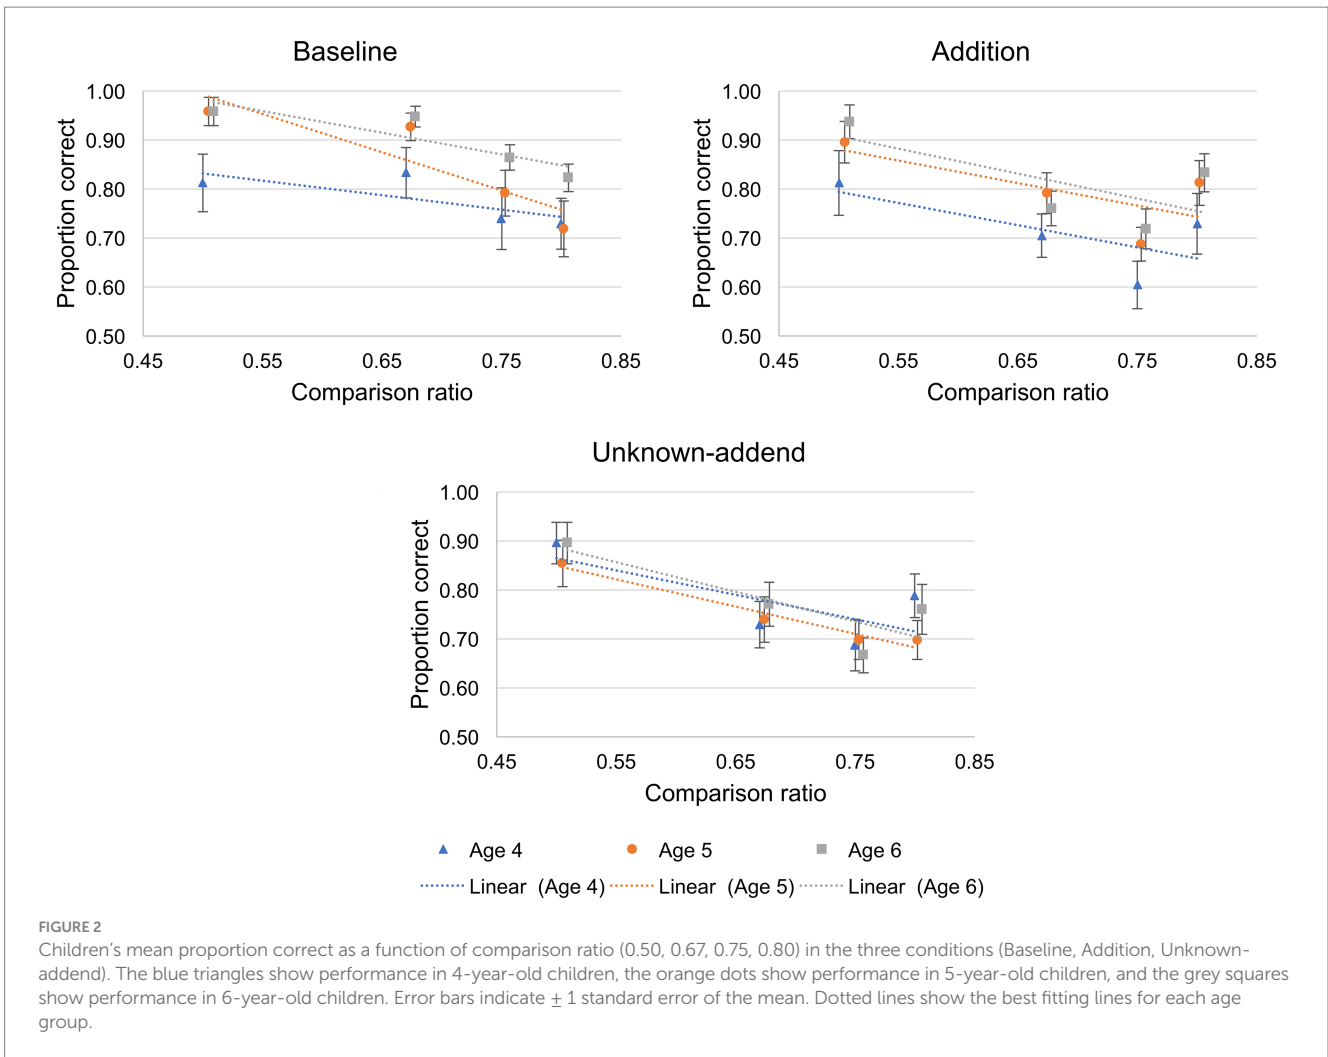 Baseline
Proportion correct
1.00
0.90
0.80
0.70
0.60
0.50
0.45
0.55
0.65
0.75
0.85
Comparison ratio
Addition
Proportion correct
1.00
0.90
0.80
0.70
0.60
0.50
0.45
0.55
0.65
0.75
0.85
Comparison ratio
Unknown-addend
Proportion correct
1.00
0.90
0.80
0.70
0.60
0.50
0.45
0.55
0.65
0.75
0.85
Comparison ratio
Age 4
Age 5
Age 6
Linear (Age 4)
Linear (Age 5)
Linear (Age 6)
FIGURE 2
Children's mean proportion correct as a function of comparison ratio (0.50, 0.67, 0.75, 0.80) in the three conditions (Baseline, Addition, Unknown-
addend). The blue triangles show performance in 4-year-old children, the orange dots show performance in 5-year-old children, and the grey squares
show performance in 6-year-old children. Error bars indicate ± 1 standard error of the mean. Dotted lines show the best fitting lines for each age
group.